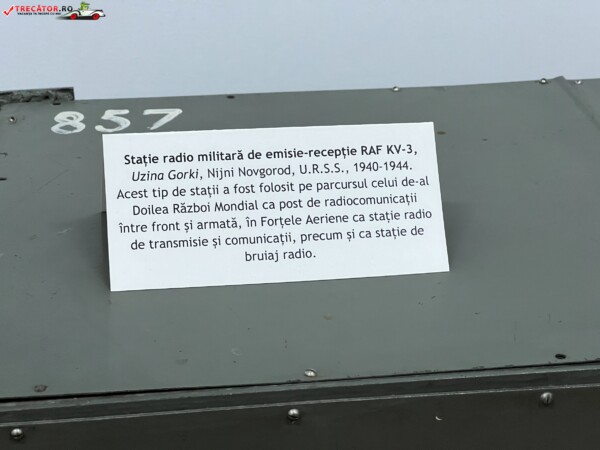 TRECĂTOR.RO
857
Stație radio militară de emisie-recepție RAF KV-3,
Uzina Gorki, Nijni Novgorod, U.R.S.S., 1940-1944.
Acest tip de stații a fost folosit pe parcursul celui de-al
Doilea Război Mondial ca post de radiocomunicații
între front și armată, în Forțele Aeriene ca stație radio
de transmisie și comunicații, precum și ca stație de
bruiaj radio.